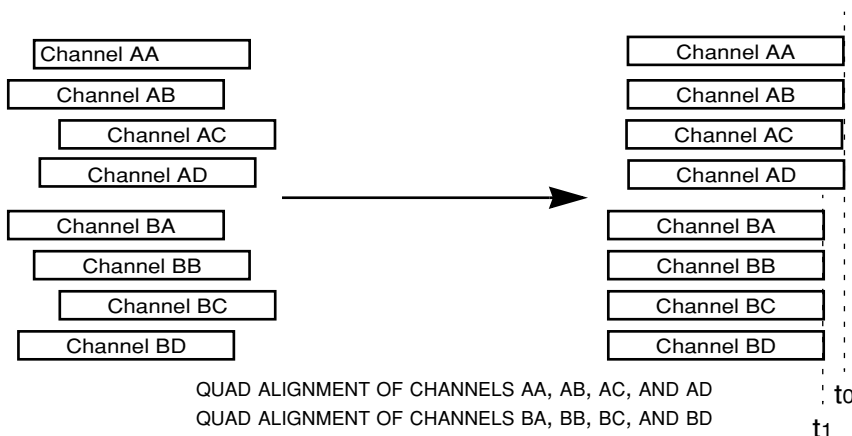 Channel AA
Channel AB
Channel AC
Channel AD
Channel BA
Channel BB
Channel BC
Channel BD
Channel AA
Channel AB
Channel AC
Channel AD
Channel BA
Channel BB
Channel BC
Channel BD
QUAD ALIGNMENT OF CHANNELS AA, AB, AC, AND AD
QUAD ALIGNMENT OF CHANNELS BA, BB, BC, AND BD
t0
t1